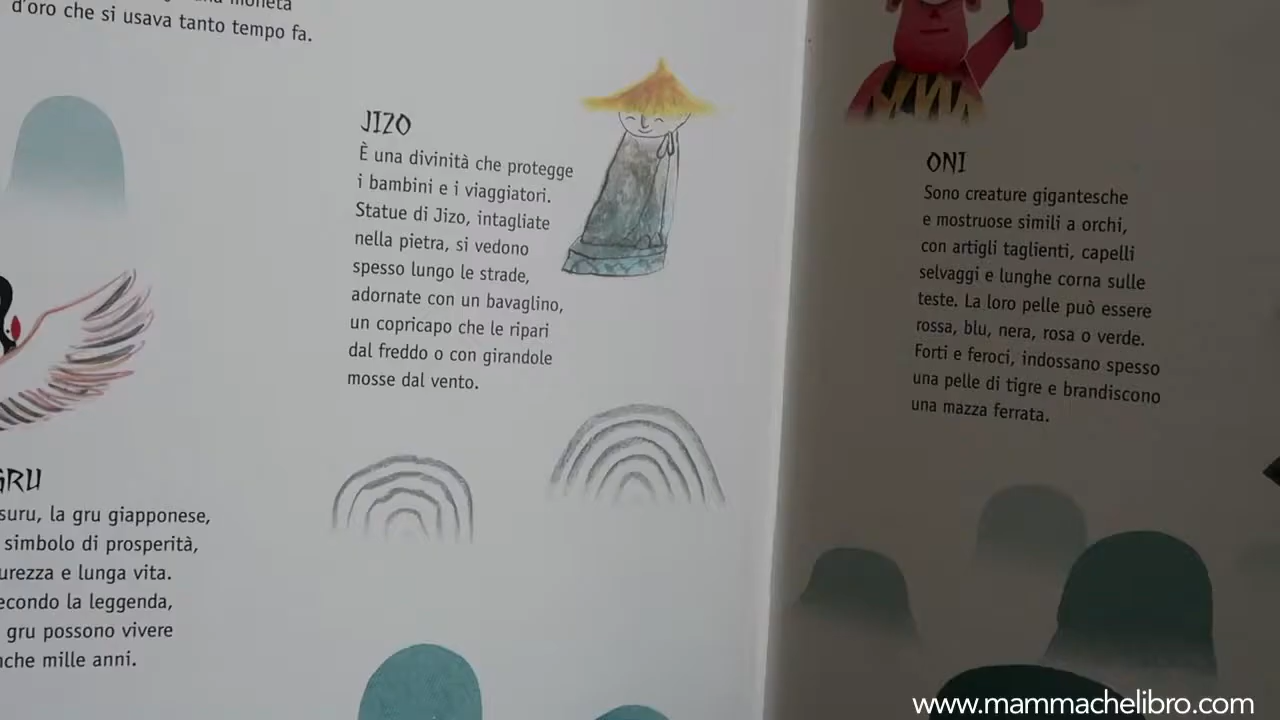 moneta
d'oro che si usava tanto tempo fa.
JIZO
È una divinità che protegge
i bambini e i viaggiatori.
Statue di Jizo, intagliate
nella pietra, si vedono
spesso lungo le strade,
adornate con un bavaglino,
un copricapo che le ripari
dal freddo o con girandole
mosse dal vento.
GRU
suru, la gru giapponese,
simbolo di prosperità,
urezza e lunga vita.
econdo la leggenda,
gru possono vivere
nche mille anni.
ONI
Sono creature gigantesche
e mostruose simili a orchi,
con artigli taglienti, capelli
selvaggi e lunghe corna sulle
teste. La loro pelle può essere
rossa, blu, nera, rosa o verde.
Forti e feroci, indossano spesso
una pelle di tigre e brandiscono
una mazza ferrata.
www.mammachelibro.com